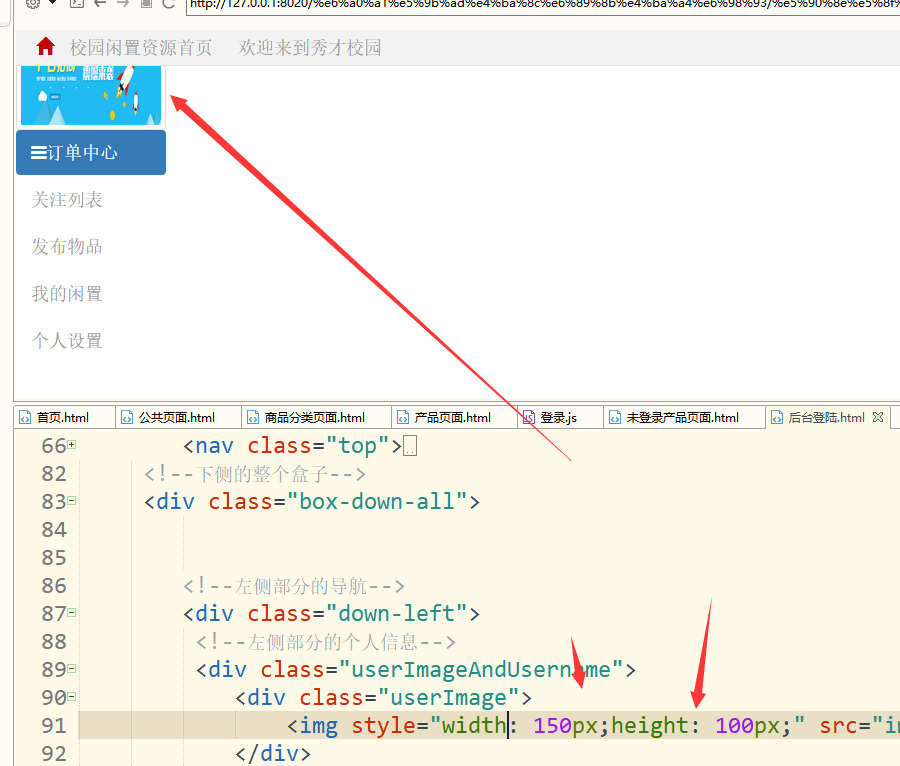 http://127.0.0.1:8020/%e6%a0%a1%e5%9b%ad%e4%ba%8c%e6%89%8b%e4%ba%a4%e6%98%93/%e5%90%8e%e5%8f%
校园闲置资源首页 欢迎来到秀才校园
订单中心
关注列表
发布物品
我的闲置
个人设置
首页.html 公共页面.html 商品分类页面.html 产品页面.html 登录.js 未登录产品页面.html 后台登陆.html
66 <nav class="top">
82 <!--下侧的整个盒子-->
83 <div class="box-down-all">
84
85
86 <!--左侧部分的导航-->
87 <div class="down-left">
88 <!--左侧部分的个人信息-->
89 <div class="userImageAndUsername">
90 <div class="userImage">
91 <img style="width: 150px;height: 100px;" src="i
92 </div>